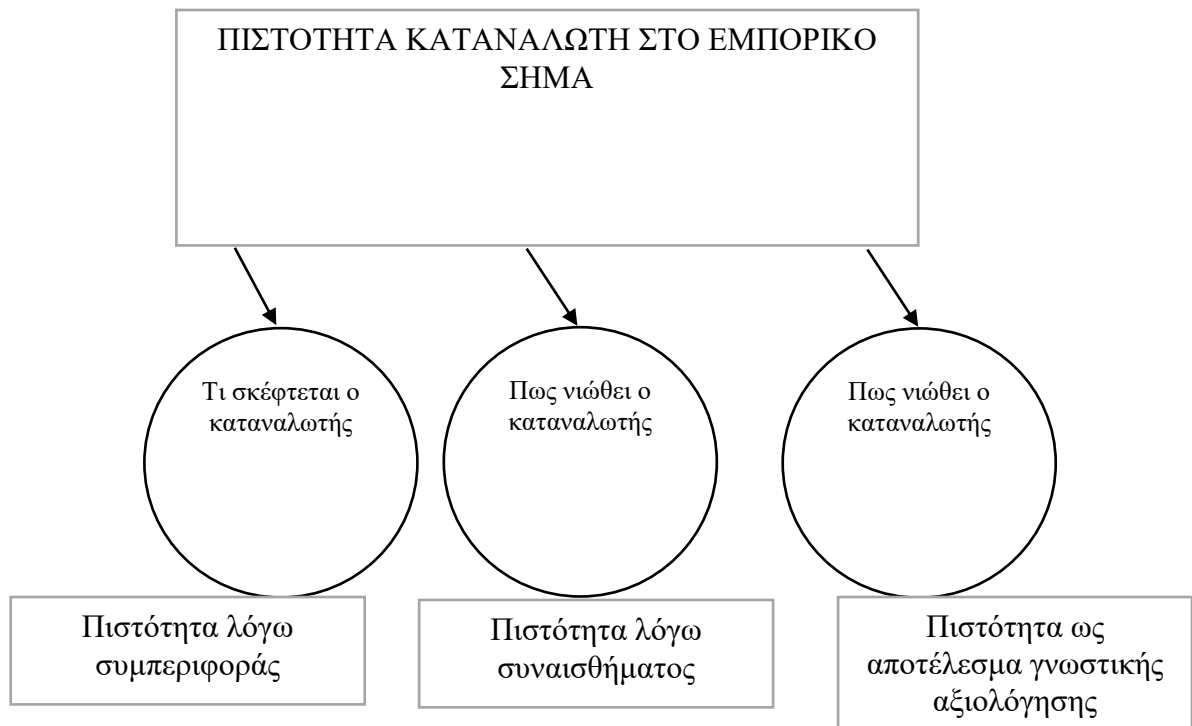 ΠΙΣΤΟΤΗΤΑ ΚΑΤΑΝΑΛΩΤΗ ΣΤΟ ΕΜΠΟΡΙΚΟ
ΣΗΜΑ
Τι σκέφτεται ο
καταναλωτής
Πως νιώθει ο
καταναλωτής
Πως νιώθει ο
καταναλωτής
Πιστότητα λόγω
συμπεριφοράς
Πιστότητα λόγω
συναισθήματος
Πιστότητα ως
αποτέλεσμα γνωστικής
αξιολόγησης